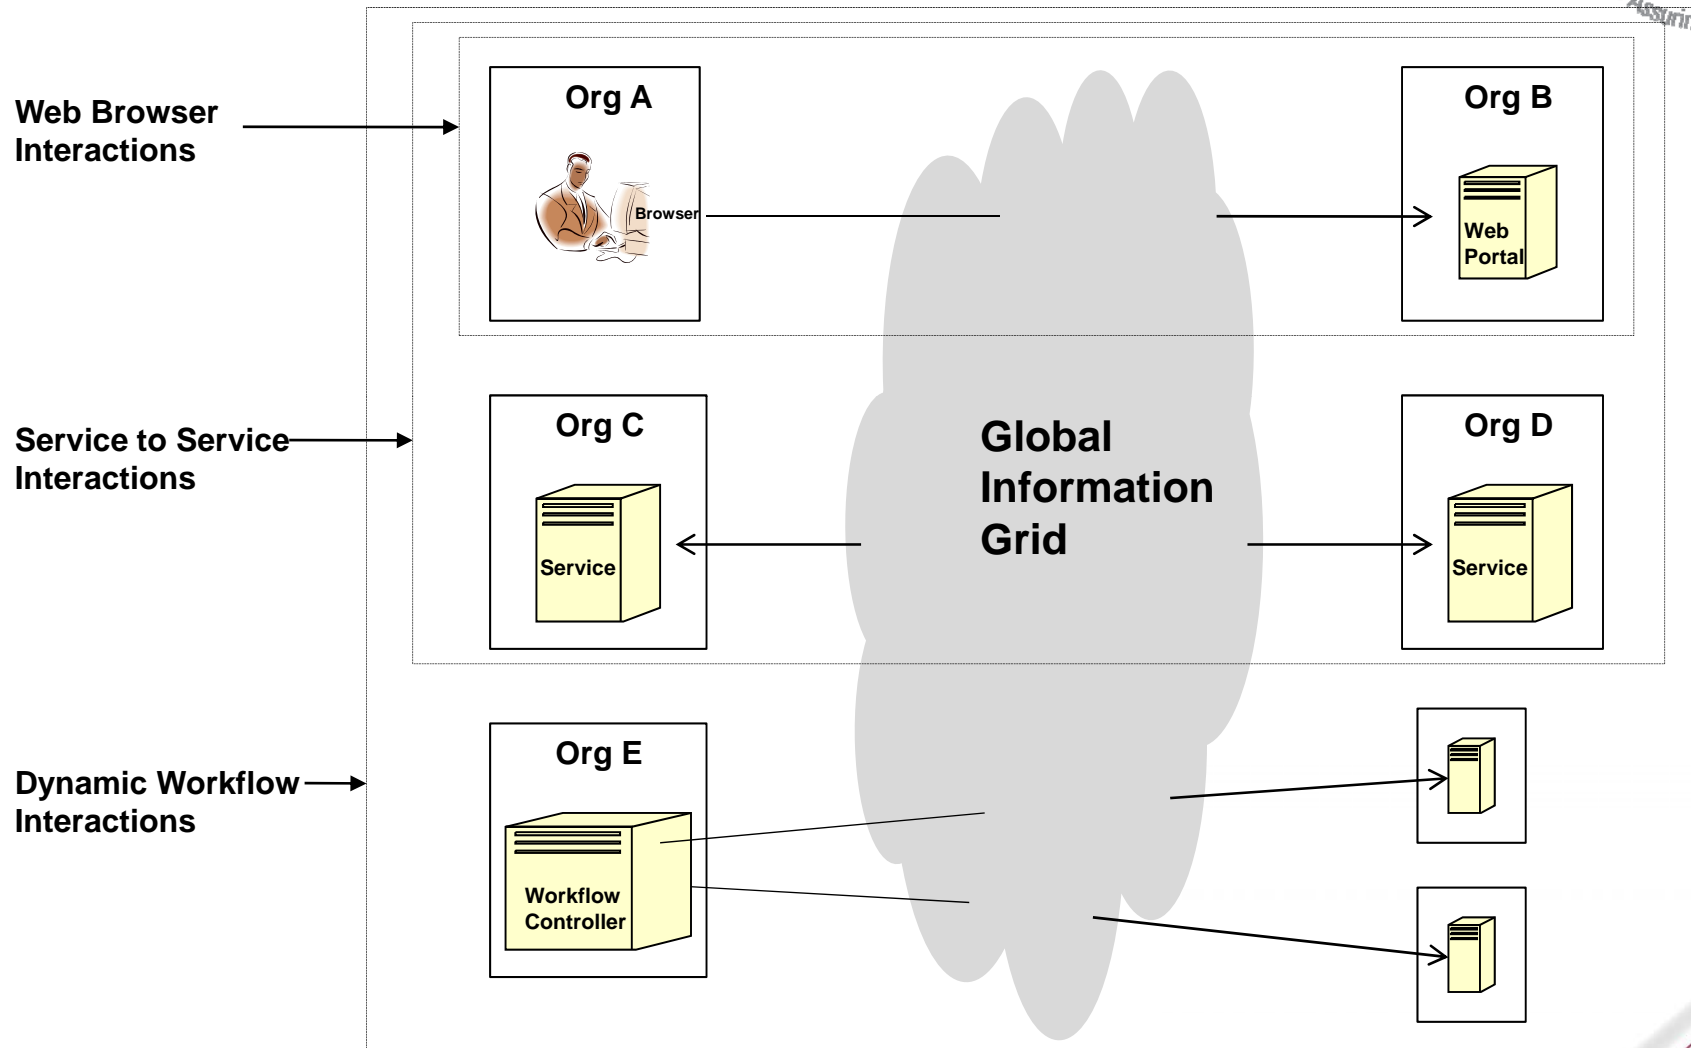 Assurin
Web Browser
Interactions
Org A
Browser
Org B
Web
Portal
Service to Service
Interactions
Org C
Service
Global
Information
Grid
Org D
Service
Dynamic Workflow
Interactions
Org E
Workflow
Controller